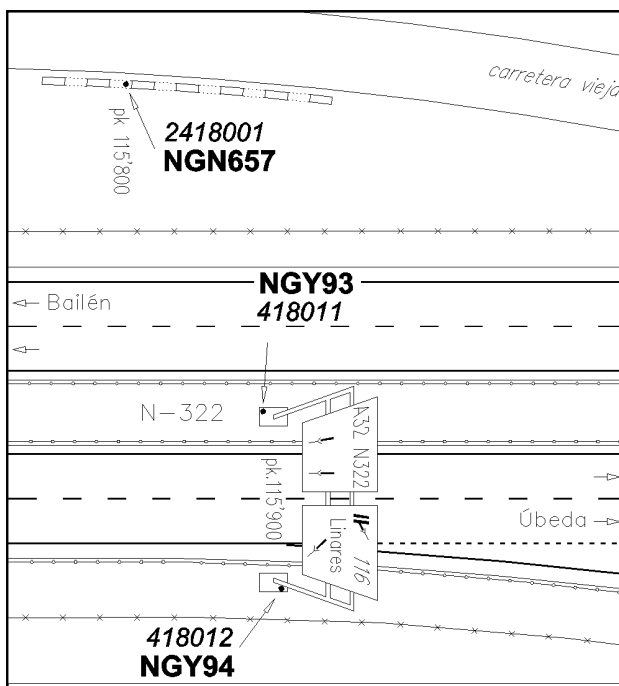 carretera vieja
2418001
NGN657
pk 115'800
NGY93
418011
Bailén
N-322
A32 N322
pk.115'900
Úbeda
Linares
116
418012
NGY94